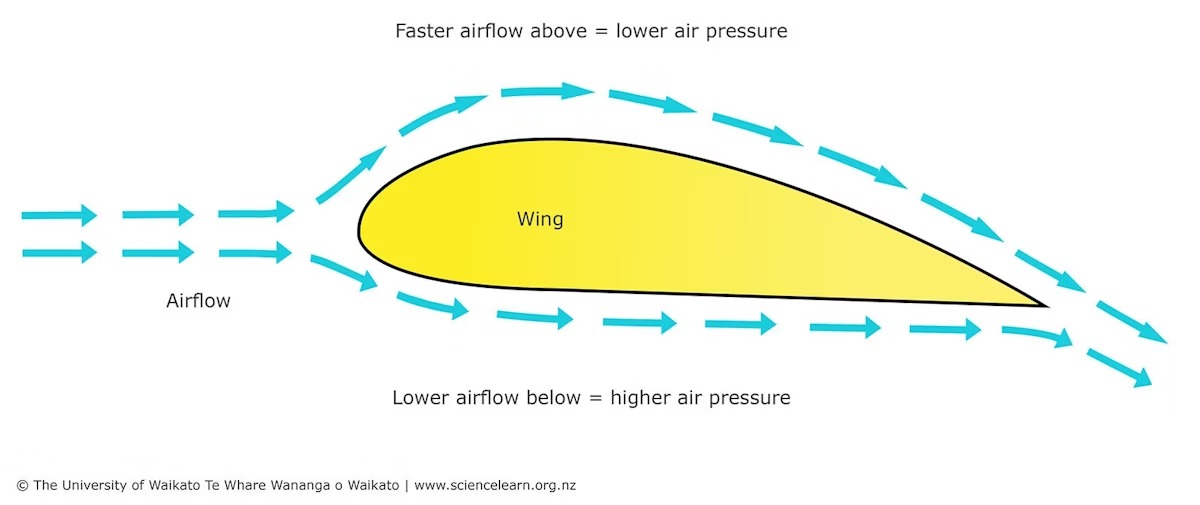 Faster airflow above = lower air pressure
Wing
Airflow
Lower airflow below = higher air pressure
© The University of Waikato Te Whare Wananga o Waikato | www.sciencelearn.org.nz